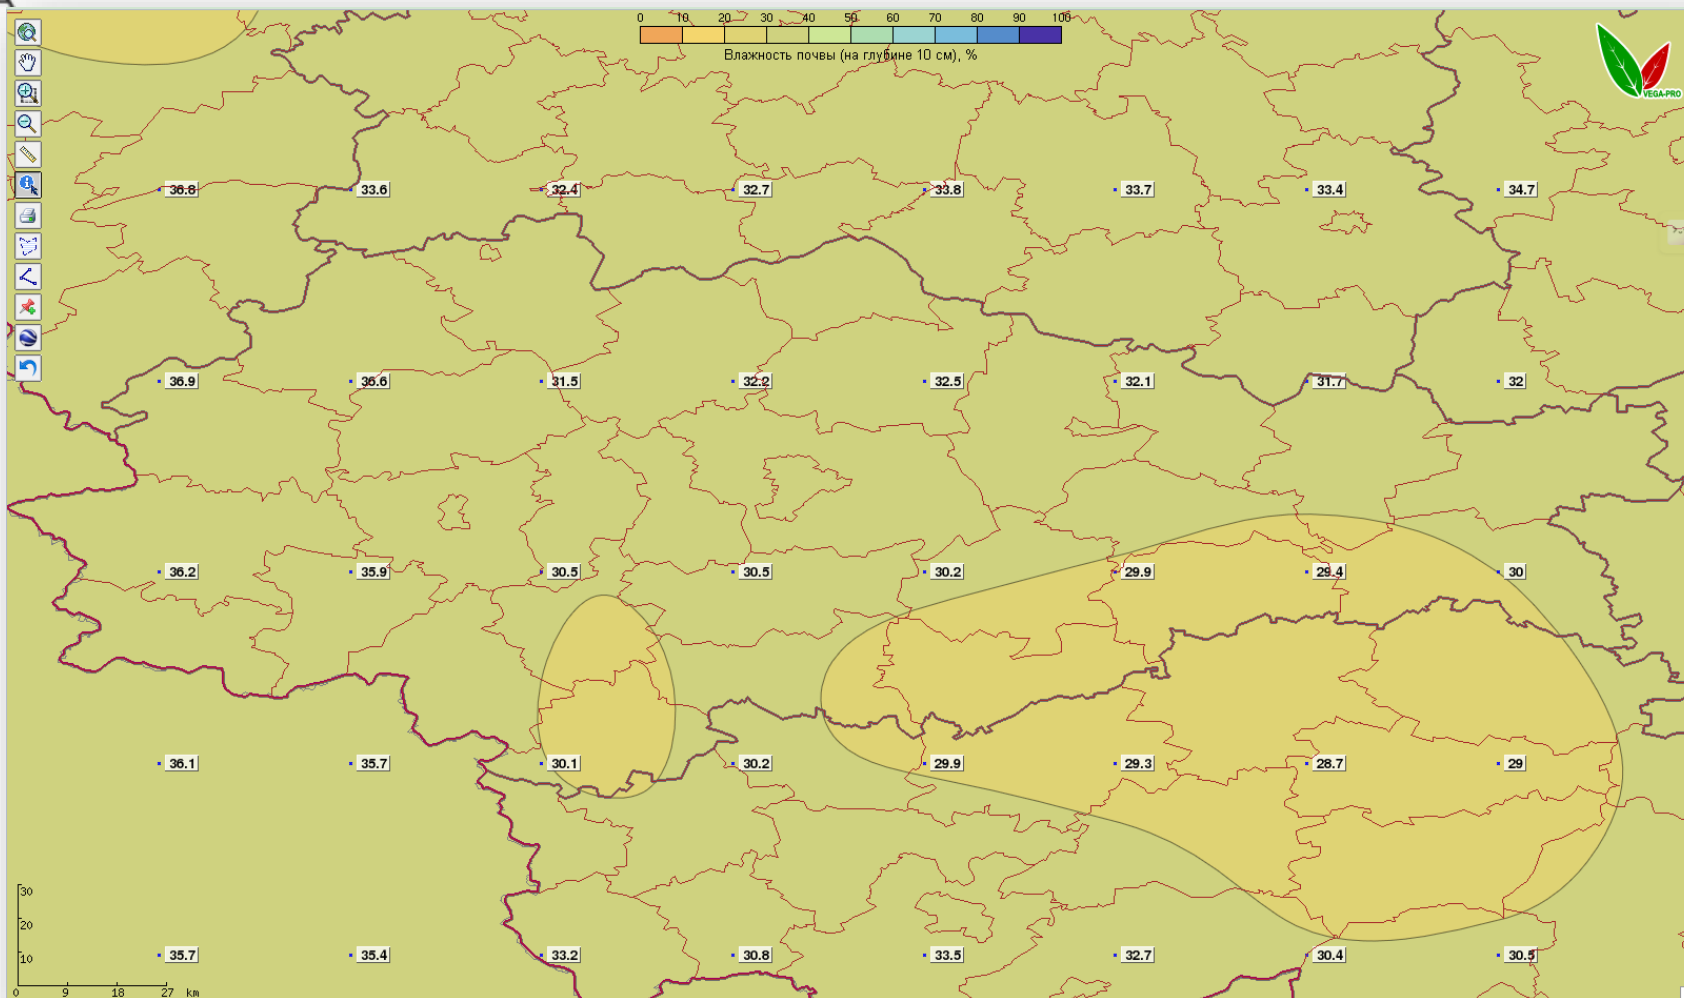 0 10 20 30 40 50 60 70 80 90 100
Влажность почвы (на глубине 10 см), %
VEGA-PRO
36.8 33.6 32.4 32.7 33.8 33.7 33.4 34.7
36.9 36.6 31.5 32.2 32.5 32.1 31.7 32
36.2 35.9 30.5 30.5 30.2 29.9 29.4 30
36.1 35.7 30.1 30.2 29.9 29.3 28.7 29
35.7 35.4 33.2 30.8 33.5 32.7 30.4 30.5
30
20
10
0 9 18 27 km